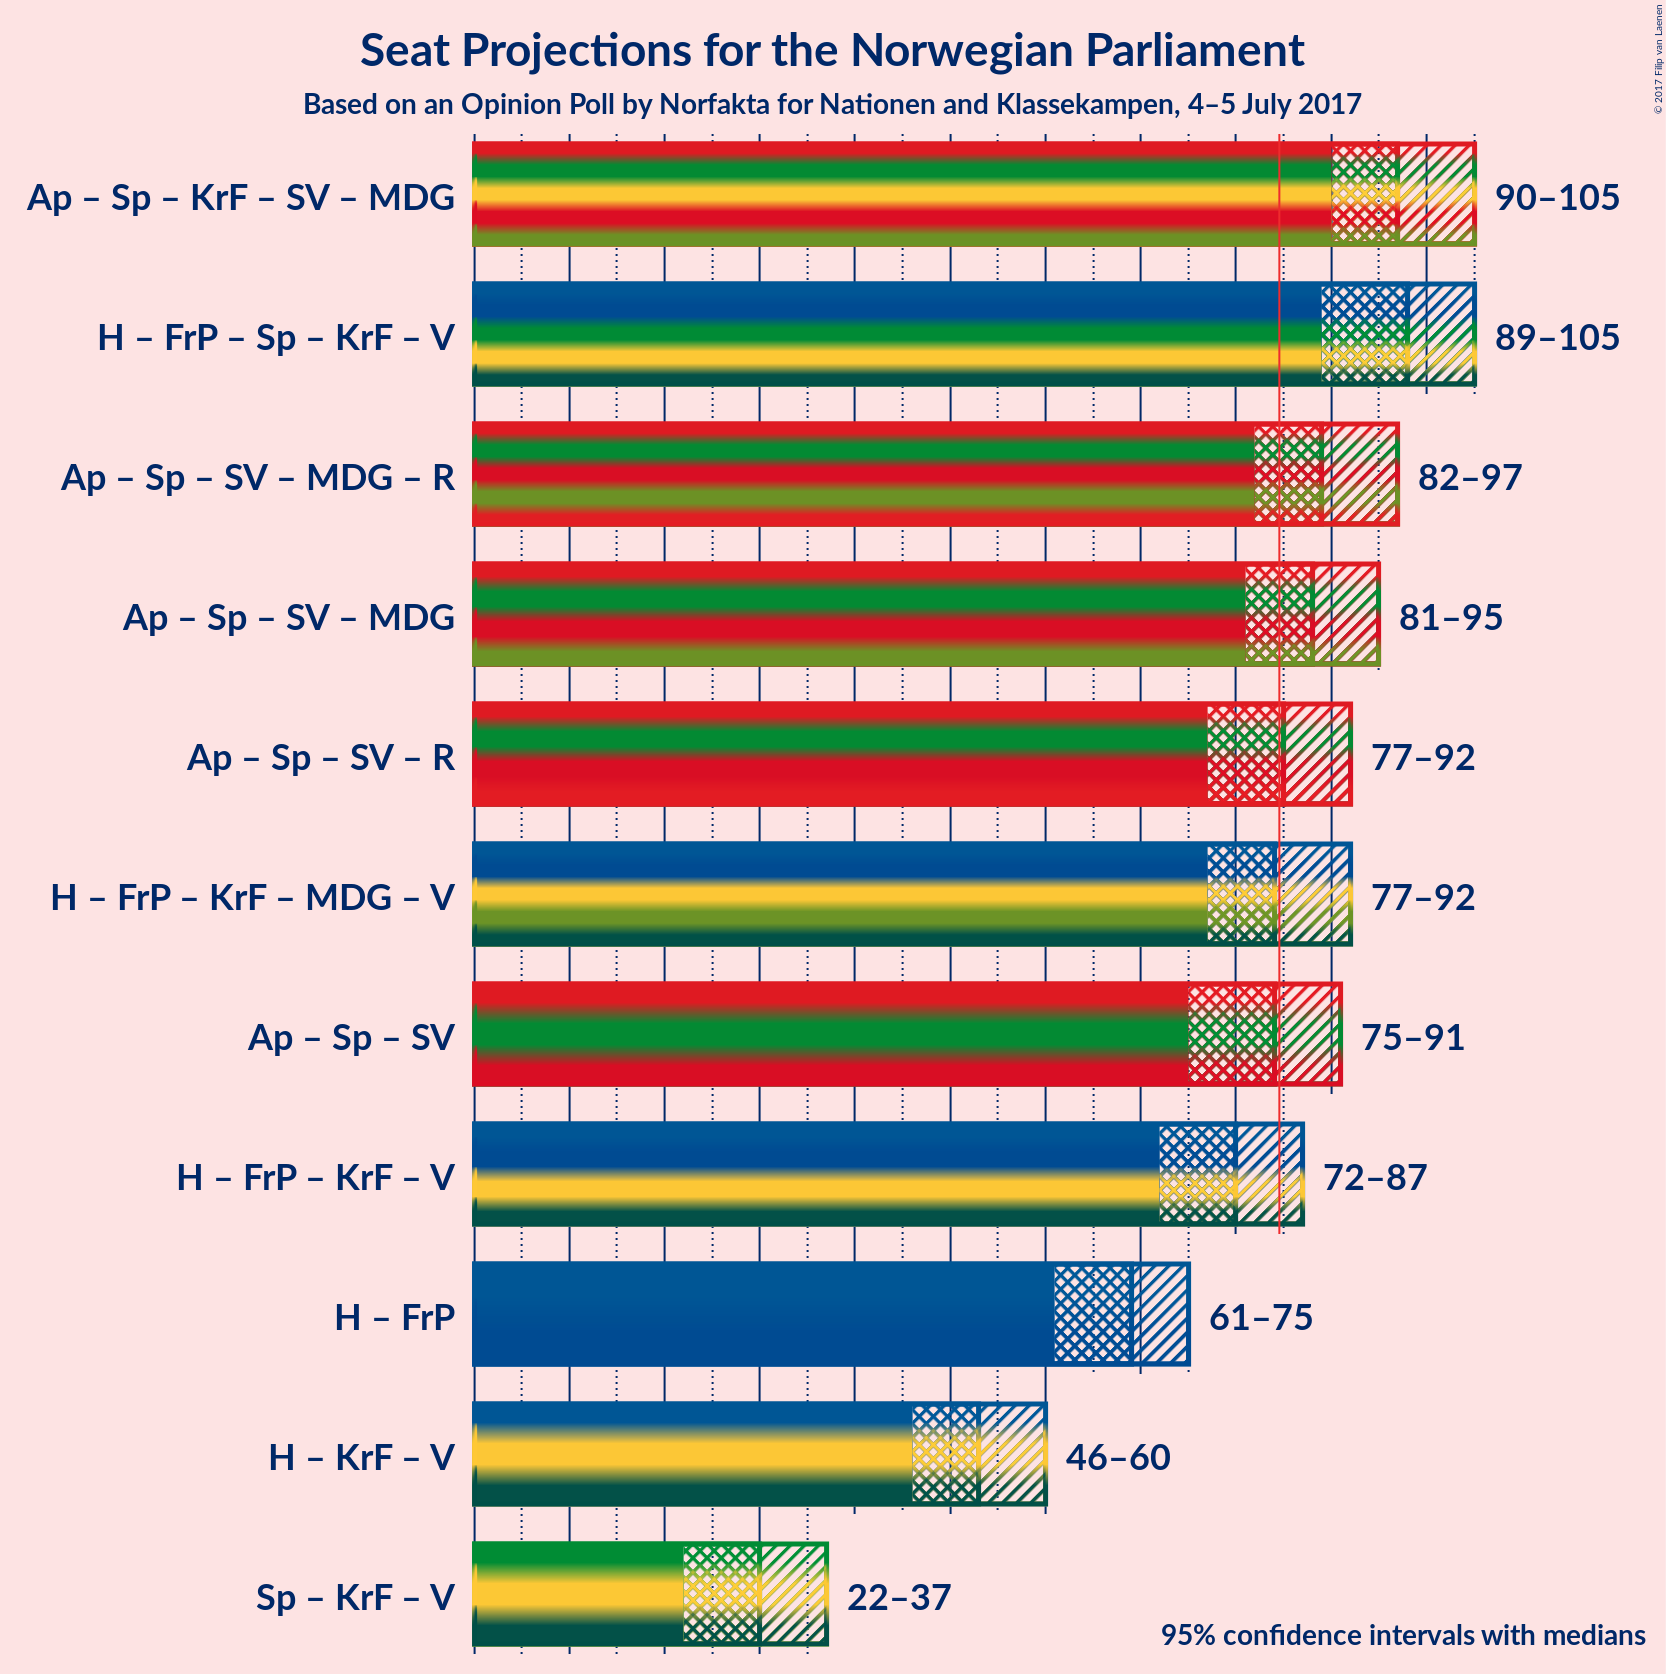 Seat Projections for the Norwegian Parliament
Based on an Opinion Poll by Norfakta for Nationen and Klassekampen, 4–5 July 2017
© 2017 Filip van Laenen
Ap – Sp – KrF – SV – MDG 90–105
H – FrP – Sp – KrF – V 89–105
Ap – Sp – SV – MDG – R 82–97
Ap – Sp – SV – MDG 81–95
Ap – Sp – SV – R 77–92
H – FrP – KrF – MDG – V 77–92
Ap – Sp – SV 75–91
H – FrP – KrF – V 72–87
H – FrP 61–75
H – KrF – V 46–60
Sp – KrF – V 22–37
95% confidence intervals with medians